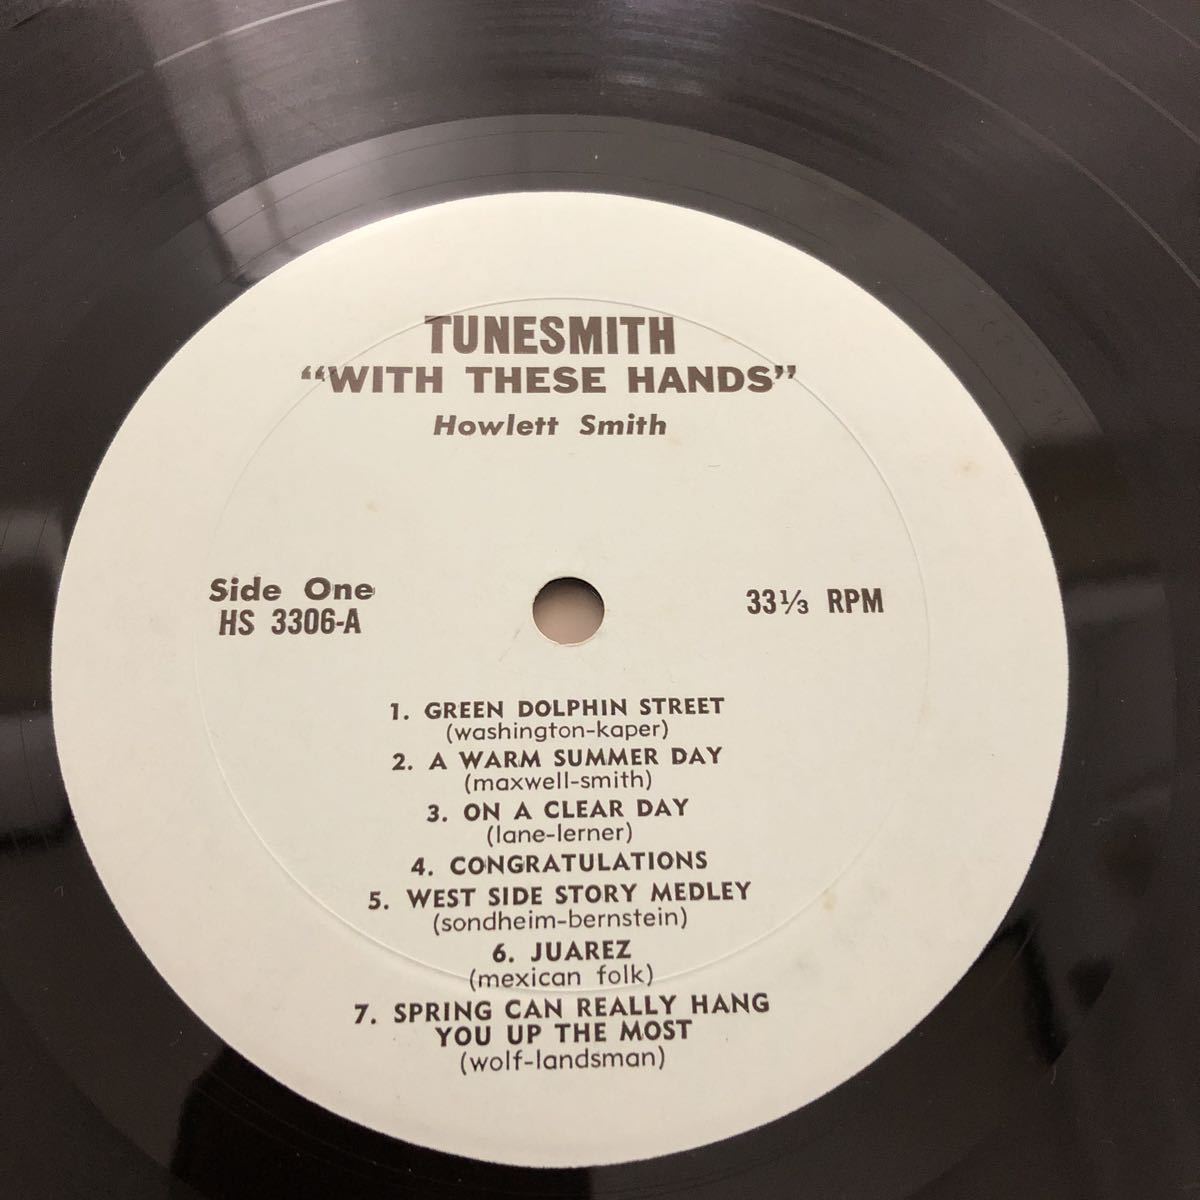 TUNESMITH
“WITH THESE HANDS”
Howlett Smith
Side One
HS 3306-A
33⅓ RPM
1. GREEN DOLPHIN STREET
(washington-kaper)
2. A WARM SUMMER DAY
(maxwell-smith)
3. ON A CLEAR DAY
(lane-lerner)
4. CONGRATULATIONS
5. WEST SIDE STORY MEDLEY
(sondheim-bernstein)
6. JUAREZ
(mexican folk)
7. SPRING CAN REALLY HANG
YOU UP THE MOST
(wolf-landsman)